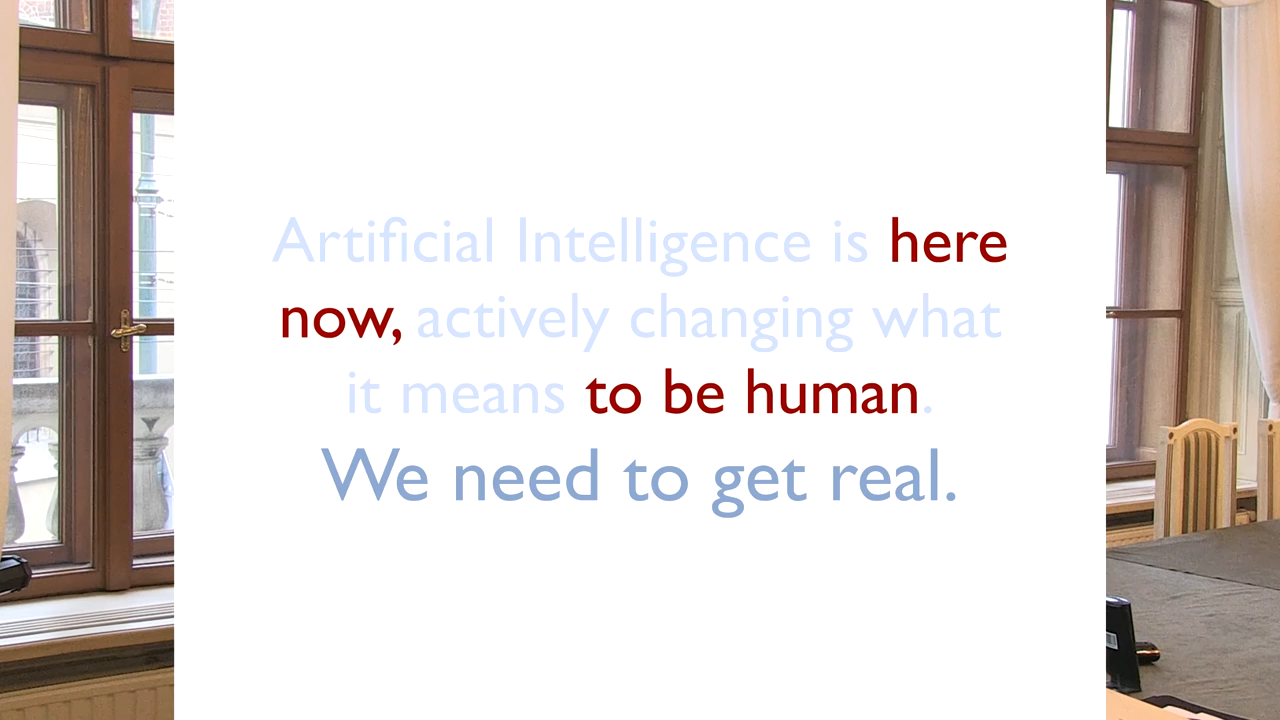 Artificial Intelligence is here
now, actively changing what
it means to be human.
We need to get real.